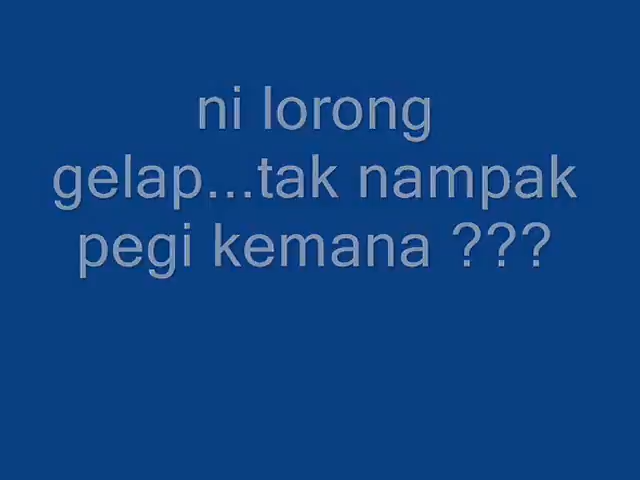 ni lorong
gelap...tak nampak
pegi kemana ???